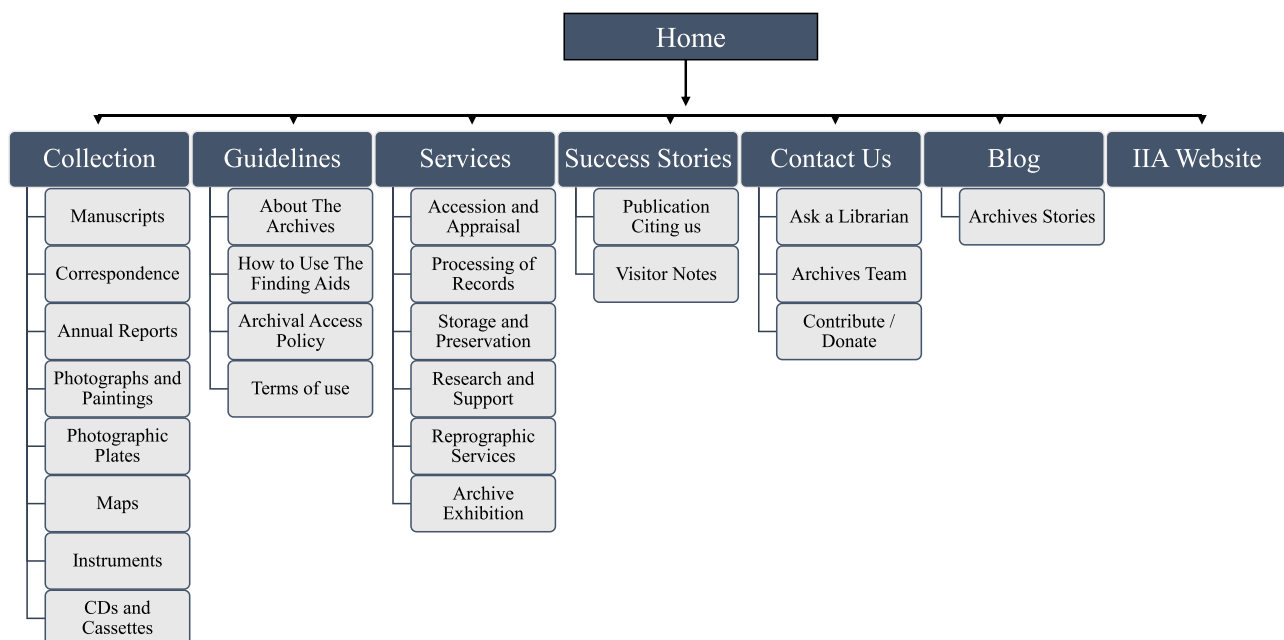 Home
Collection
Guidelines
Services
Success Stories
Contact Us
Blog
IIA Website
Manuscripts
Correspondence
Annual Reports
Photographs and
Paintings
Photographic
Plates
Maps
Instruments
CDs and
Cassettes
About The
Archives
How to Use The
Finding Aids
Archival Access
Policy
Terms of use
Accession and
Appraisal
Processing of
Records
Storage and
Preservation
Research and
Support
Reprographic
Services
Archive
Exhibition
Publication
Citing us
Visitor Notes
Ask a Librarian
Archives Team
Contribute /
Donate
Archives Stories